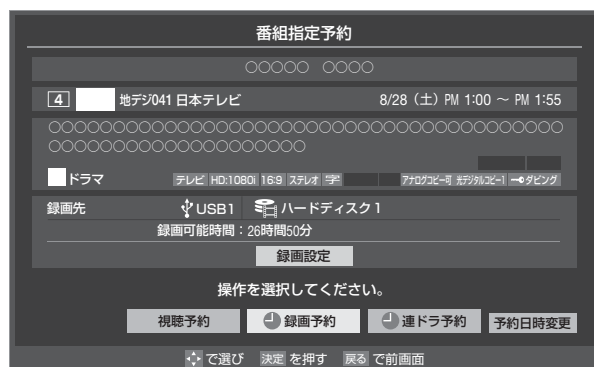 番組指定予約
○○○○○ ○○○○
4 地デジ041 日本テレビ 8/28（土）PM 1:00 ～ PM 1:55
○○○○○○○○○○○○○○○○○○○○○○○○○○○○○○○○○○○○○○○○
○○○○○○○○○○○○○○○○○○○○
ドラマ テレビ HD:1080i 16:9 ステレオ 字 アナログコピー可 光デジタルコピー1 ダビング
録画先 USB1 ハードディスク1
録画可能時間：26時間50分
録画設定
操作を選択してください。
視聴予約 録画予約 連ドラ予約 予約日時変更
で選び 決定 を押す 戻る で前画面